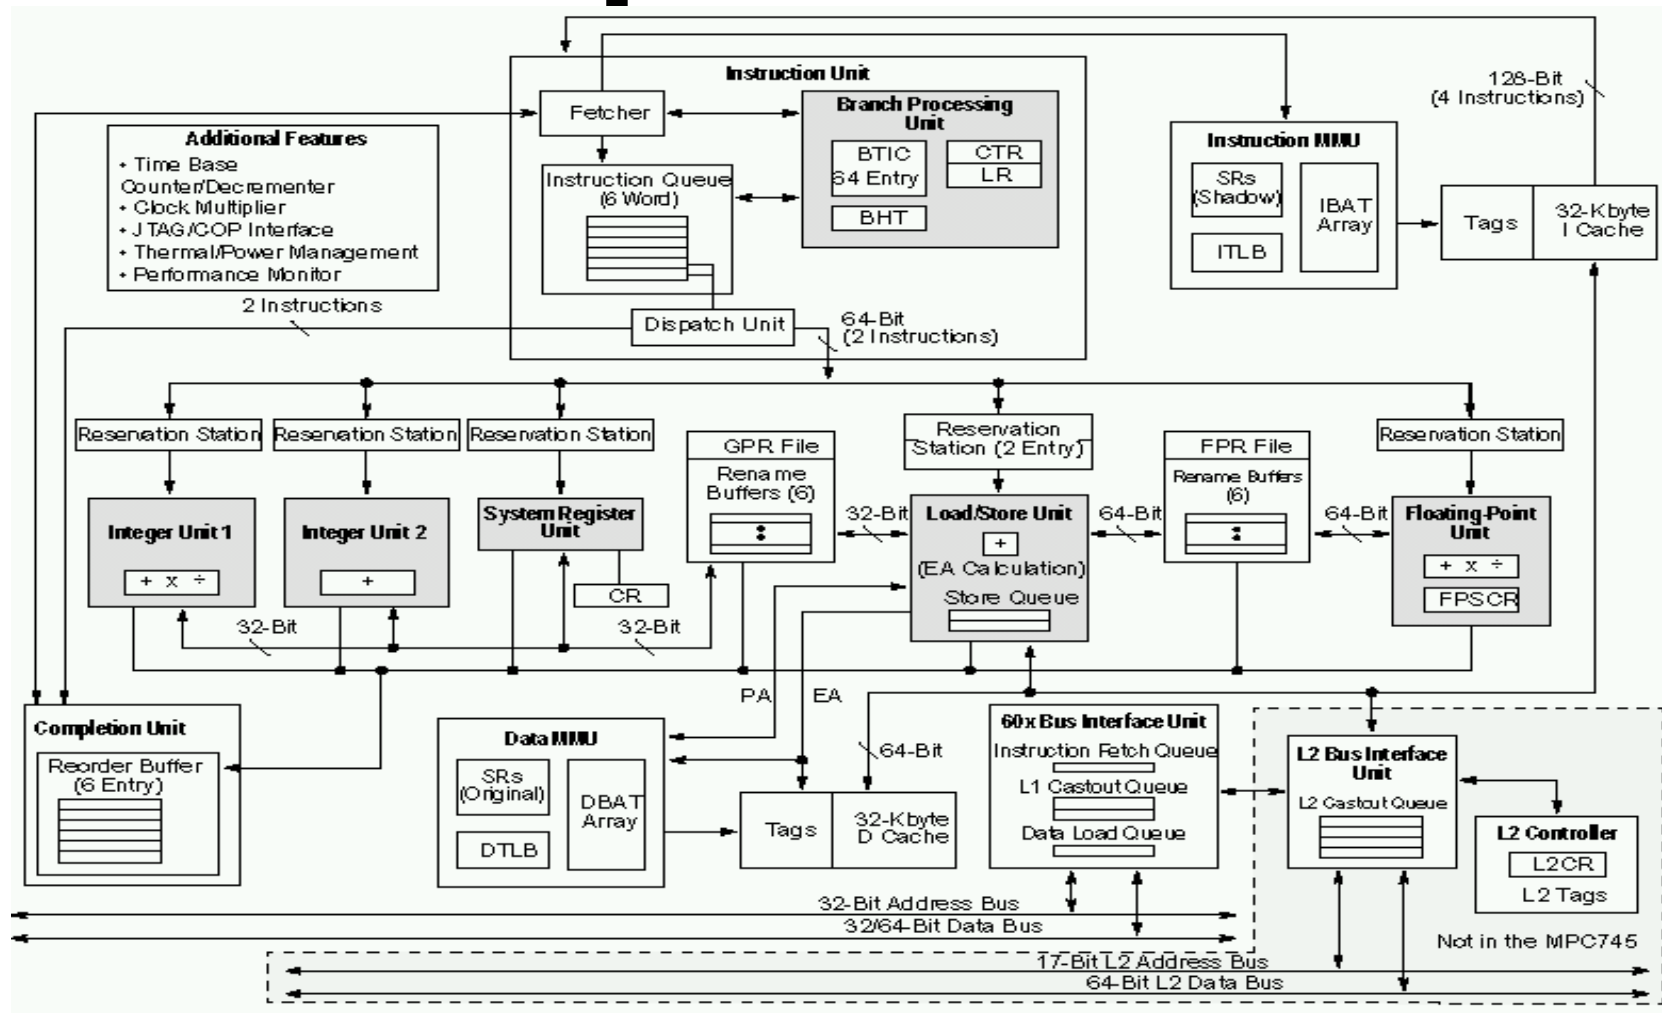 Instruction Unit
Fetcher
Branch Processing
Unit
BTIC
64 Entry
CTR
LR
BHT
Instruction Queue
(6 Word)
Dispatch Unit
64-Bit
(2 Instructions)
128-Bit
(4 Instructions)
Additional Features
• Time Base
Counter/Decrementer
• Clock Multiplier
• JTAG/COP Interface
• Thermal/Power Management
• Performance Monitor
2 Instructions
Instruction MMU
SRs
(Shadow)
ITLB
IBAT
Array
Tags
32-Kbyte
I Cache
Reservation Station
Reservation Station
Reservation Station
Reservation
Station (2 Entry)
Reservation Station
Integer Unit 1
+ x ÷
Integer Unit 2
+
System Register
Unit
CR
GPR File
Rename
Buffers (6)
32-Bit
Load/Store Unit
+
(EA Calculation)
Store Queue
64-Bit
FPR File
Rename Buffers
(6)
64-Bit
Floating-Point
Unit
+ x ÷
FPSCR
32-Bit
32-Bit
PA
EA
64-Bit
Completion Unit
Reorder Buffer
(6 Entry)
Data MMU
SRs
(Original)
DTLB
DBAT
Array
Tags
32-Kbyte
D Cache
60x Bus Interface Unit
Instruction Fetch Queue
L1 Castout Queue
Data Load Queue
L2 Bus Interface
Unit
L2 Castout Queue
L2 Controller
L2CR
L2 Tags
Not in the MPC745
32-Bit Address Bus
32/64-Bit Data Bus
17-Bit L2 Address Bus
64-Bit L2 Data Bus